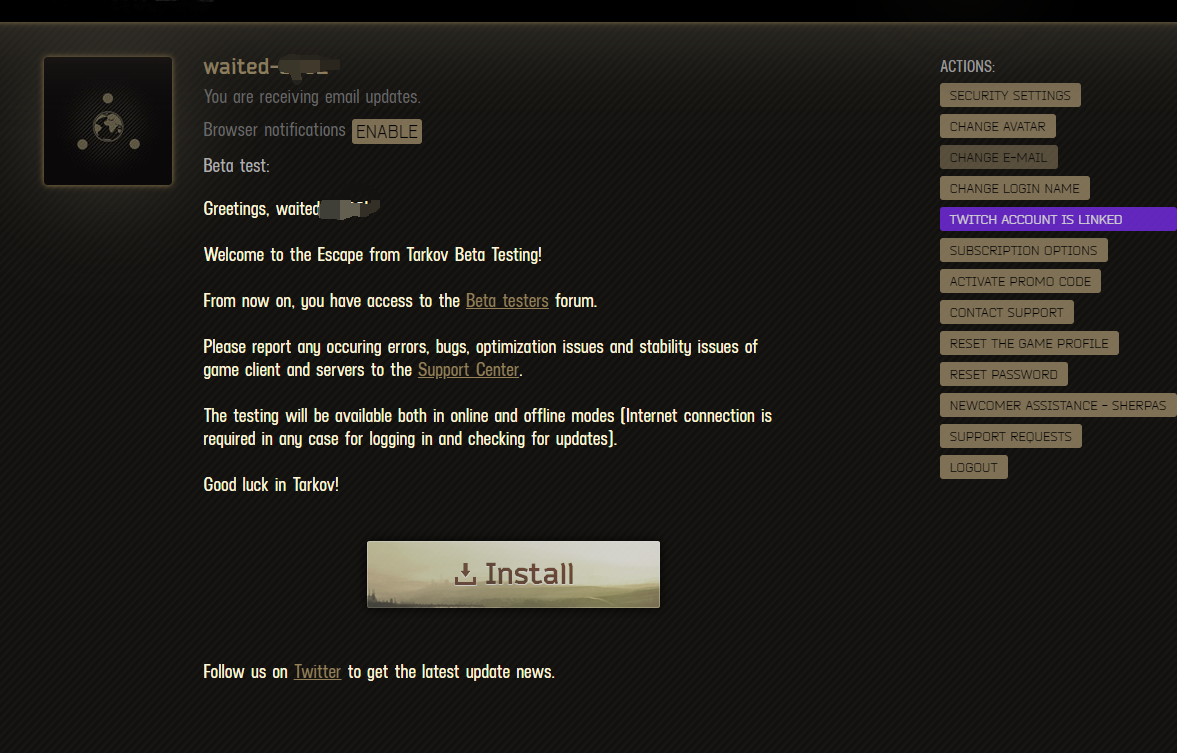 waited-
You are receiving email updates.
Browser notifications ENABLE
Beta test:
Greetings, waited
Welcome to the Escape from Tarkov Beta Testing!
From now on, you have access to the Beta testers forum.
Please report any occuring errors, bugs, optimization issues and stability issues of
game client and servers to the Support Center.
The testing will be available both in online and offline modes (Internet connection is
required in any case for logging in and checking for updates).
Good luck in Tarkov!
Install
Follow us on Twitter to get the latest update news.
ACTIONS:
SECURITY SETTINGS
CHANGE AVATAR
CHANGE E-MAIL
CHANGE LOGIN NAME
TWITCH ACCOUNT IS LINKED
SUBSCRIPTION OPTIONS
ACTIVATE PROMO CODE
CONTACT SUPPORT
RESET THE GAME PROFILE
RESET PASSWORD
NEWCOMER ASSISTANCE - SHERPAS
SUPPORT REQUESTS
LOGOUT